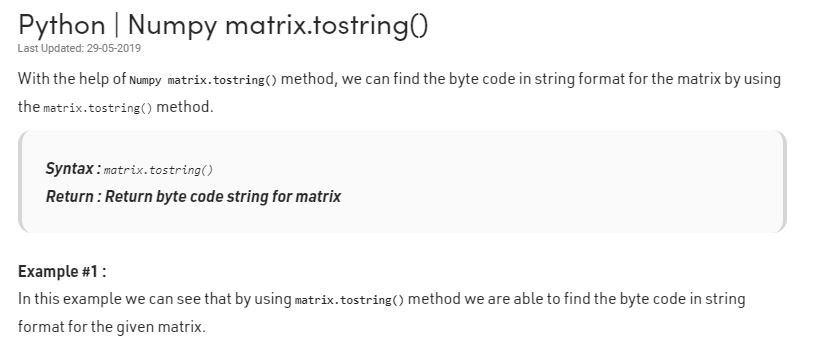 Python | Numpy matrix.tostring()
Last Updated: 29-05-2019
With the help of Numpy matrix.tostring() method, we can find the byte code in string format for the matrix by using
the matrix.tostring() method.
Syntax : matrix.tostring()
Return : Return byte code string for matrix
Example #1 :
In this example we can see that by using matrix.tostring() method we are able to find the byte code in string
format for the given matrix.